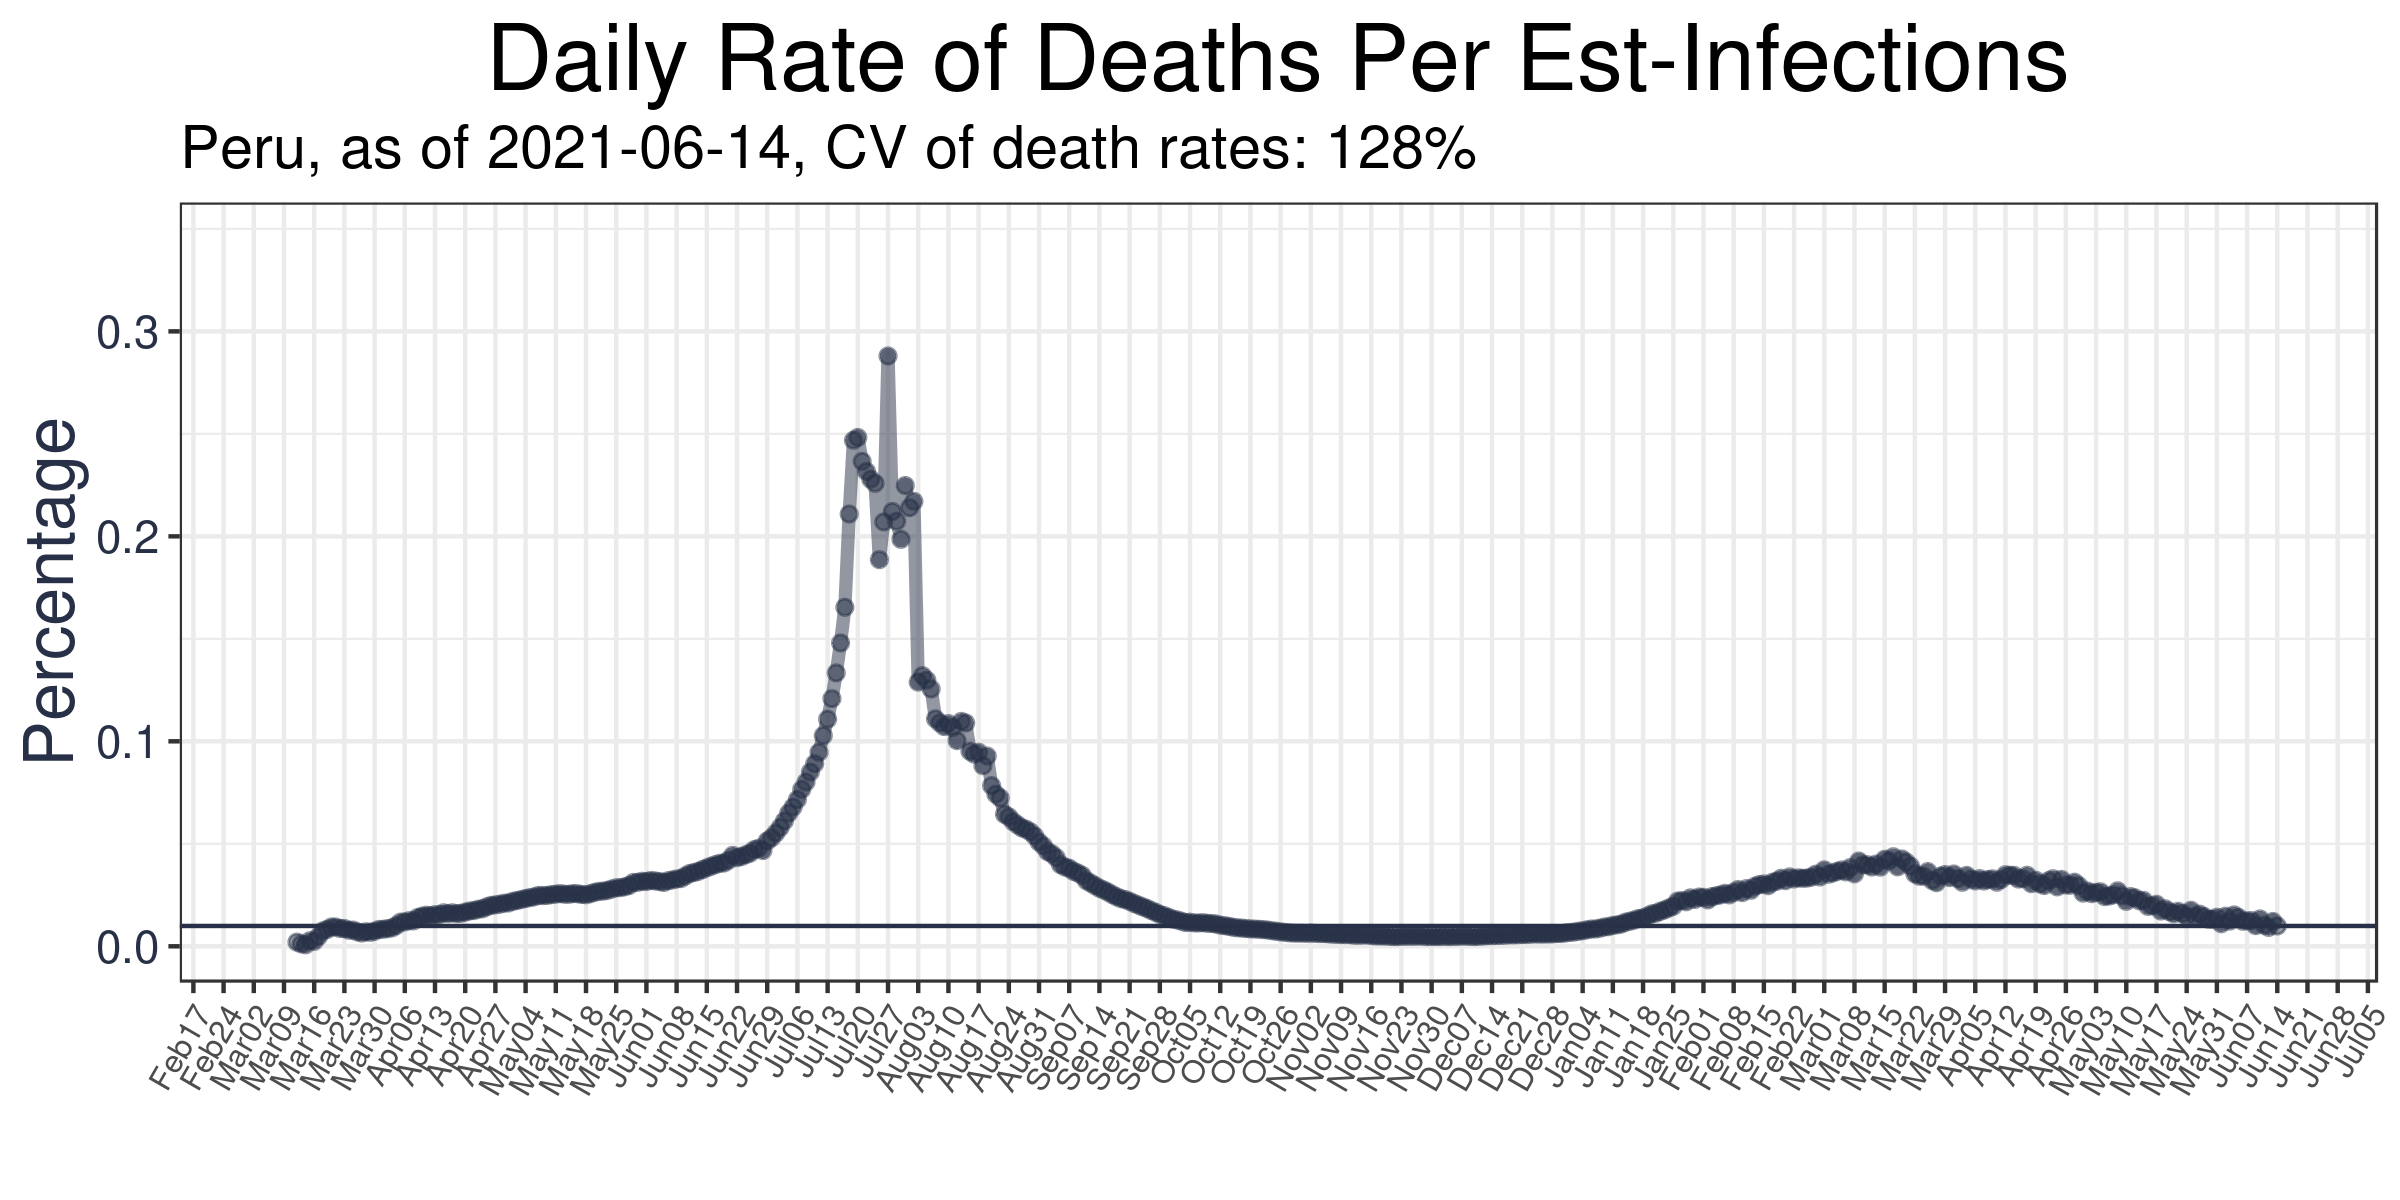 Daily Rate of Deaths Per Est-Infections
Peru, as of 2021-06-14, CV of death rates: 128%
Percentage
0.3
0.2
0.1
0.0
Feb17
Feb24
Mar02
Mar09
Mar16
Mar23
Mar30
Apr06
Apr13
Apr20
Apr27
May04
May11
May18
May25
Jun01
Jun08
Jun15
Jun22
Jun29
Jul06
Jul13
Jul20
Jul27
Aug03
Aug10
Aug17
Aug24
Aug31
Sep07
Sep14
Sep21
Sep28
Oct05
Oct12
Oct19
Oct26
Nov02
Nov09
Nov16
Nov23
Nov30
Dec07
Dec14
Dec21
Dec28
Jan04
Jan11
Jan18
Jan25
Feb01
Feb08
Feb15
Feb22
Mar01
Mar08
Mar15
Mar22
Mar29
Apr05
Apr12
Apr19
Apr26
May03
May10
May17
May24
May31
Jun07
Jun14
Jun21
Jun28
Jul05